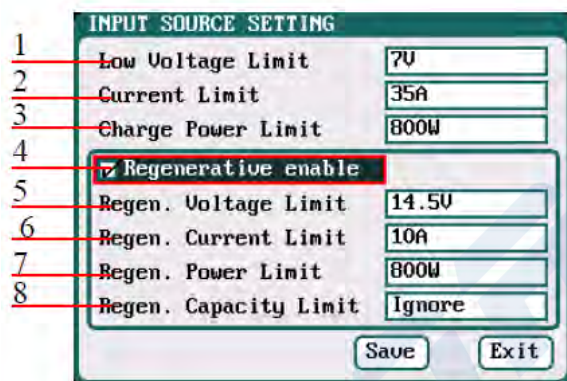 INPUT SOURCE SETTING
1 Low Voltage Limit 7V
2 Current Limit 35A
3 Charge Power Limit 800W
4 Regenerative enable
5 Regen. Voltage Limit 14.5V
6 Regen. Current Limit 10A
7 Regen. Power Limit 800W
8 Regen. Capacity Limit Ignore
Save Exit